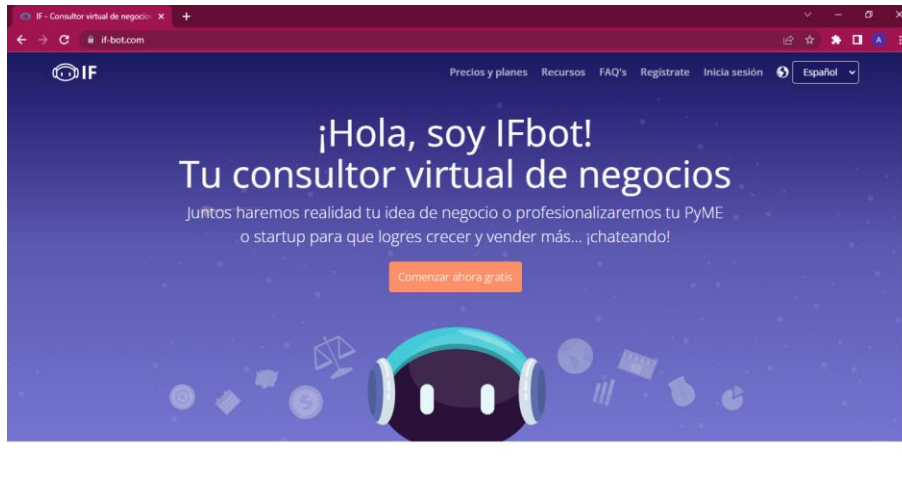 IF - Consultor virtual de negocio
if-bot.com
A
IF
Precios y planes Recursos FAQ's Regístrate Inicia sesión Español
¡Hola, soy IFbot!
Tu consultor virtual de negocios
Juntos haremos realidad tu idea de negocio o profesionalizaremos tu PyME
o startup para que logres crecer y vender más... ¡chateando!
Comenzar ahora gratis